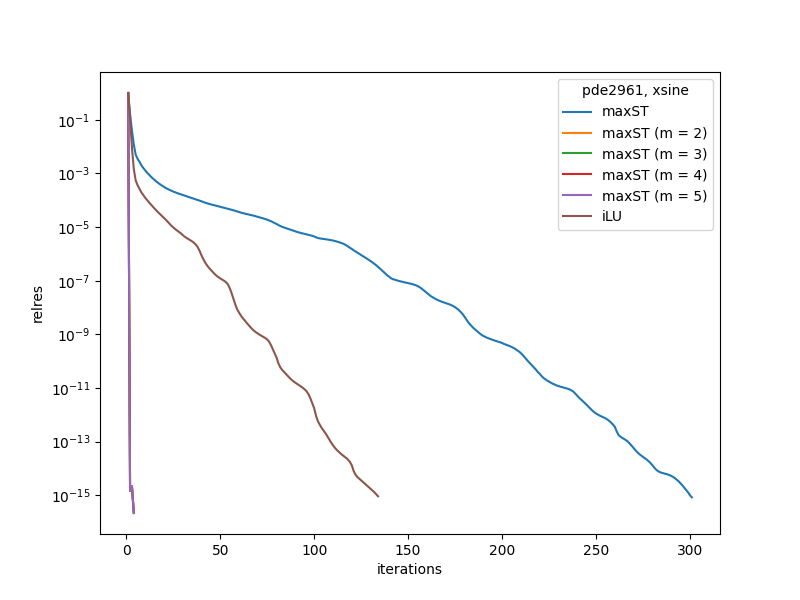 pde2961, xsine
maxST
maxST (m = 2)
maxST (m = 3)
maxST (m = 4)
maxST (m = 5)
iLU
relres
10⁻¹
10⁻³
10⁻⁵
10⁻⁷
10⁻⁹
10⁻¹¹
10⁻¹³
10⁻¹⁵
0 50 100 150 200 250 300
iterations